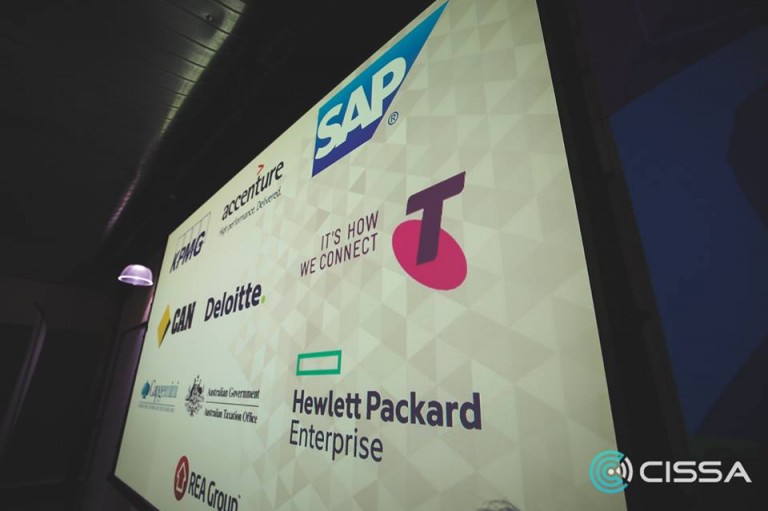 SAP
®
accenture
High performance. Delivered.
KPMG
IT'S HOW
WE CONNECT
T
CAN
Deloitte.
Capgemini
Australian Government
Australian Taxation Office
Hewlett Packard
Enterprise
REA Group
CISSA